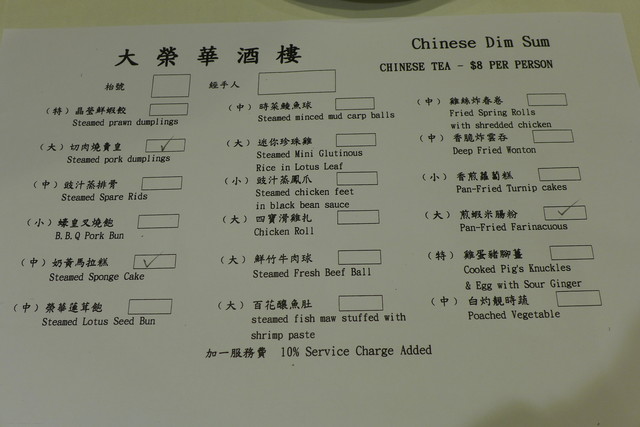 大榮華酒樓
Chinese Dim Sum
CHINESE TEA - $8 PER PERSON
枱號
經手人
(特) 晶瑩鮮蝦餃
Steamed prawn dumplings
(大) 切肉燒賣皇
Steamed pork dumplings
(中) 豉汁蒸排骨
Steamed Spare Rids
(小) 蠔皇叉燒飽
B.B.Q Pork Bun
(中) 奶黃馬拉糕
Steamed Sponge Cake
(中) 榮華蓮茸飽
Steamed Lotus Seed Bun
(中) 時菜鯪魚球
Steamed minced mud carp balls
(大) 迷你珍珠雞
Steamed Mini Glutinous
Rice in Lotus Leaf
(小) 豉汁蒸鳳爪
Steamed chicken feet
in black bean sauce
(大) 四寶滑雞扎
Chicken Roll
(大) 鮮竹牛肉球
Steamed Fresh Beef Ball
(大) 百花釀魚肚
steamed fish maw stuffed with
shrimp paste
(中) 雞絲炸春卷
Fried Spring Rolls
with shredded chicken
(中) 香脆炸雲吞
Deep Fried Wonton
(小) 香煎蘿蔔糕
Pan-Fried Turnip cakes
(大) 煎蝦米腸粉
Pan-Fried Farinacuous
(特) 雞蛋豬腳薑
Cooked Pig's Knuckles
& Egg with Sour Ginger
(中) 白灼靚時蔬
Poached Vegetable
加一服務費 10% Service Charge Added